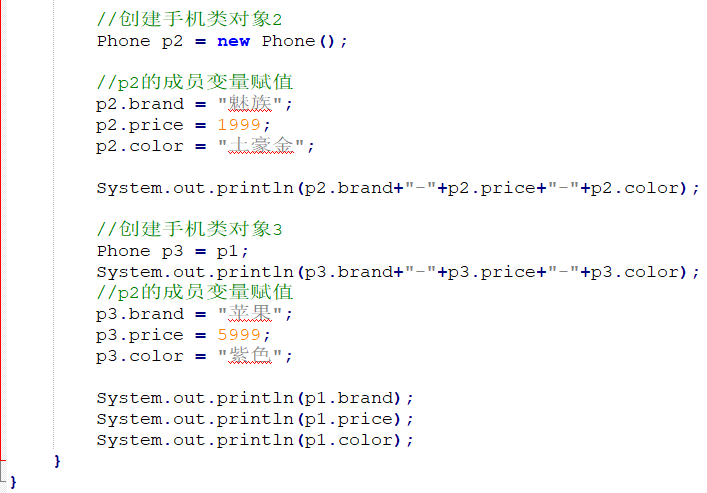 //创建手机类对象2
Phone p2 = new Phone();
//p2的成员变量赋值
p2.brand = "魅族";
p2.price = 1999;
p2.color = "土豪金";
System.out.println(p2.brand+"-"+p2.price+"-"+p2.color);
//创建手机类对象3
Phone p3 = p1;
System.out.println(p3.brand+"-"+p3.price+"-"+p3.color);
//p2的成员变量赋值
p3.brand = "苹果";
p3.price = 5999;
p3.color = "紫色";
System.out.println(p1.brand);
System.out.println(p1.price);
System.out.println(p1.color);
}
}